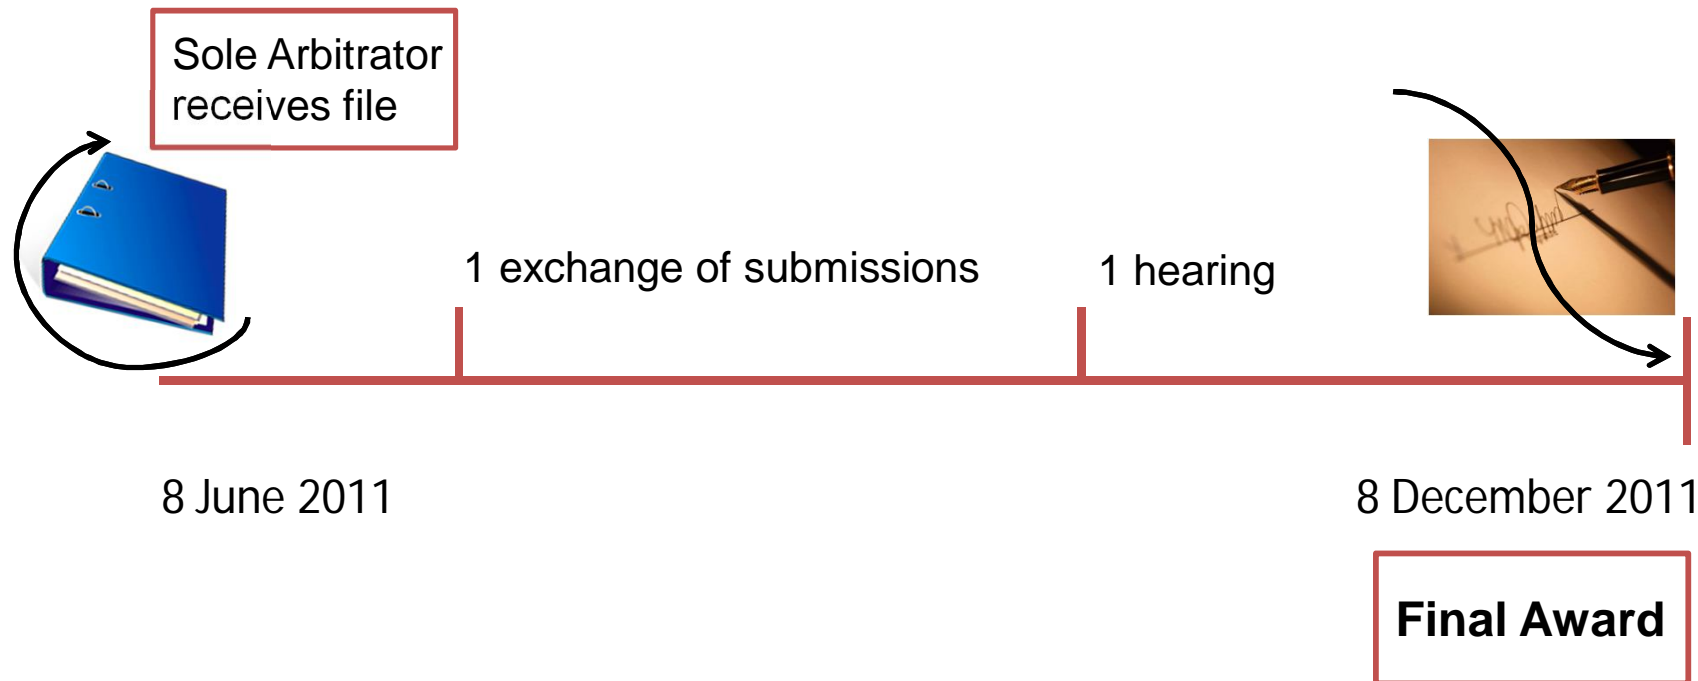 Sole Arbitrator
receives file
1 exchange of submissions
1 hearing
8 June 2011
8 December 2011
Final Award